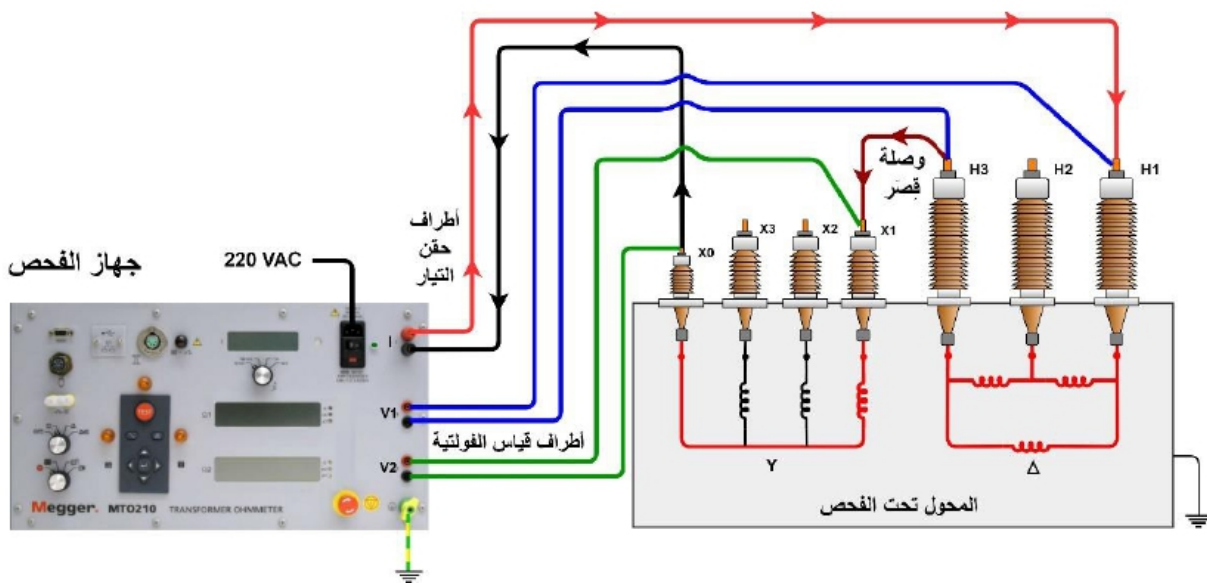 أطراف
حقن
التيار
وصلة
قِصَر
H3
H2
H1
X3
X2
X1
X0
جهاز الفحص
220 VAC
I
V1
أطراف قياس الفولتية
V2
Y
Δ
المحول تحت الفحص
TEST
Megger. MTO210 TRANSFORMER OHMMETER